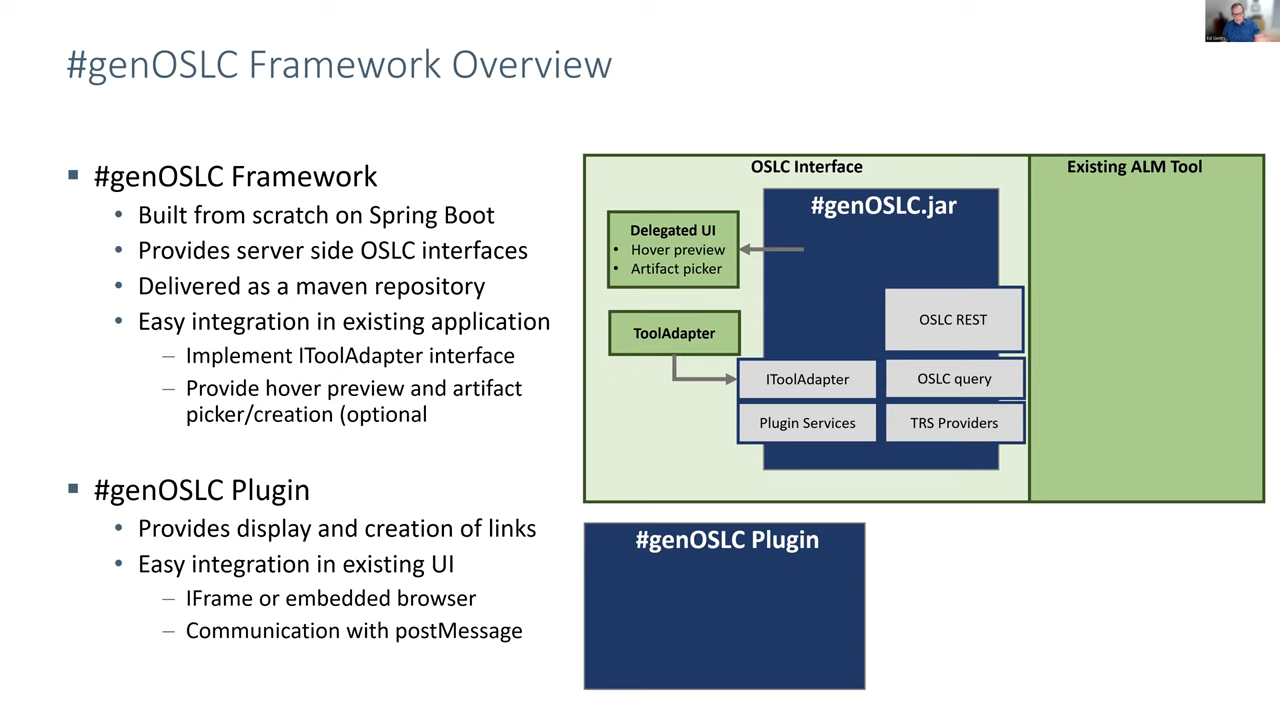 #genOSLC Framework Overview
#genOSLC Framework
Built from scratch on Spring Boot
Provides server side OSLC interfaces
Delivered as a maven repository
Easy integration in existing application
Implement IToolAdapter interface
Provide hover preview and artifact
picker/creation (optional
#genOSLC Plugin
Provides display and creation of links
Easy integration in existing UI
IFrame or embedded browser
Communication with postMessage
OSLC Interface
Existing ALM Tool
#genOSLC.jar
Delegated UI
Hover preview
Artifact picker
ToolAdapter
OSLC REST
IToolAdapter
OSLC query
Plugin Services
TRS Providers
#genOSLC Plugin
Ed Gentry